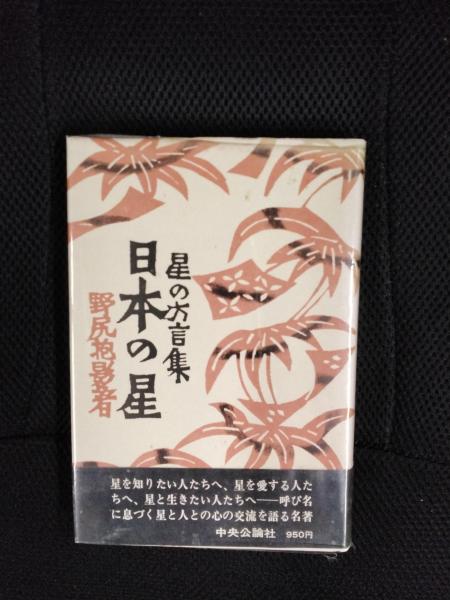 星の方言集
日本の星
野尻抱影著
星を知りたい人たちへ、星を愛する人た
ちへ、星と生きたい人たちへ——呼び名
に息づく星と人との心の交流を語る名著
中央公論社 950円